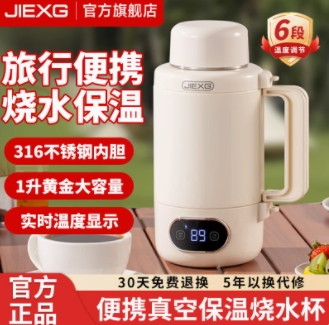 JIEXG 官方旗舰店
6段
温度调节
旅行便携
烧水保温
JIEXG
316不锈钢内胆
1升黄金大容量
实时温度显示
89
30天免费退换 5年以换代修
官方
正品
便携真空保温烧水杯